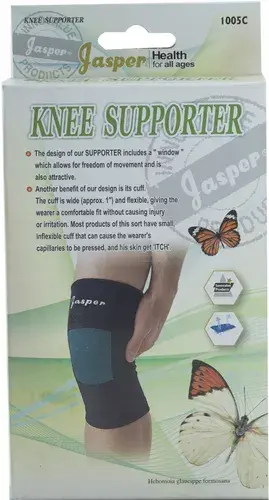 KNEE SUPPORTER
1005C
Jasper Health
for all ages
KNEE SUPPORTER
The design of our SUPPORTER includes a " window "
which allows for freedom of movement and is
also attractive.
Another benefit of our design is its cuff.
The cuff is wide (approx. 1") and flexible, giving the
wearer a comfortable fit without causing injury
or irritation. Most products of this sort have small
inflexible cuff that can cause the wearer's
capillaries to be pressed, and his skin get 'ITCH'.
Jasper
Jasper
Hebomoia glaucippe formosana